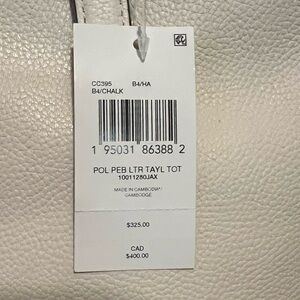 CC395 B4/HA
B4/CHALK
1 95031 86388 2
POL PEB LTR TAYL TOT
10011280JAX
MADE IN CAMBODIA/
CAMBODGE
$325.00
CAD
$400.00